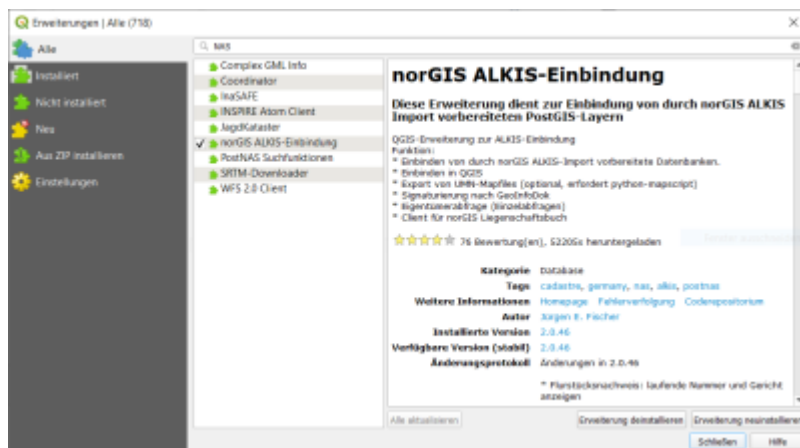 Erweiterungen | Alle (718)
Alle
Installiert
Nicht installiert
Neu
Aus ZIP installieren
Einstellungen
NAS
Complex GML Info
Coordinator
InaSAFE
INSPIRE Atom Client
JagdKataster
norGIS ALKIS-Einbindung
PostNAS Suchfunktionen
SRTM-Downloader
WFS 2.0 Client
norGIS ALKIS-Einbindung
Diese Erweiterung dient zur Einbindung von durch norGIS ALKIS
Import vorbereiteten PostGIS-Layern
QGIS-Erweiterung zur ALKIS-Einbindung
Funktion:
* Einbinden von durch norGIS ALKIS-Import vorbereitete Datenbanken.
* Einbinden in QGIS
* Export von UMN-Mapfiles (optional, erfordert python-mapscript)
* Signaturierung nach GeoInfoDok
* Eigentümerabfrage (Einzelabfragen)
* Client für norGIS Liegenschaftsbuch
76 Bewertung(en), 52205x heruntergeladen
Kategorie Database
Tags cadastre, germany, nas, alkis, postnas
Weitere Informationen Homepage Fehlerverfolgung Coderepositorium
Autor Jürgen E. Fischer
Installierte Version 2.0.46
Verfügbare Version (stabil) 2.0.46
Änderungsprotokoll Änderungen in 2.0.46
* Flurstücksnachweis: laufende Nummer und Gericht
anzeigen
Alle aktualisieren
Erweiterung deinstallieren
Erweiterung neuinstallieren
Schließen
Hilfe